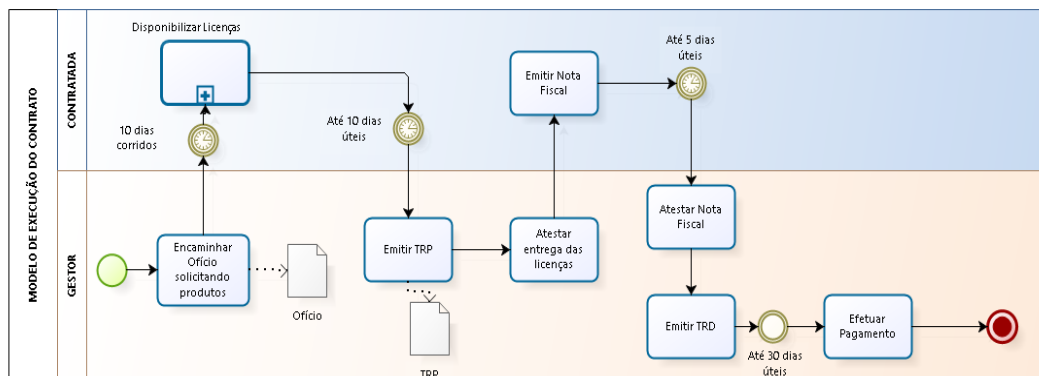 MODELO DE EXECUÇÃO DO CONTRATO
CONTRATADA
Disponibilizar Licenças
10 dias
corridos
Até 10 dias
úteis
Emitir Nota
Fiscal
Até 5 dias
úteis
GESTOR
Encaminhar
Ofício
solicitando
produtos
Ofício
Emitir TRP
TRP
Atestar
entrega das
licenças
Atestar Nota
Fiscal
Emitir TRD
Até 30 dias
úteis
Efetuar
Pagamento